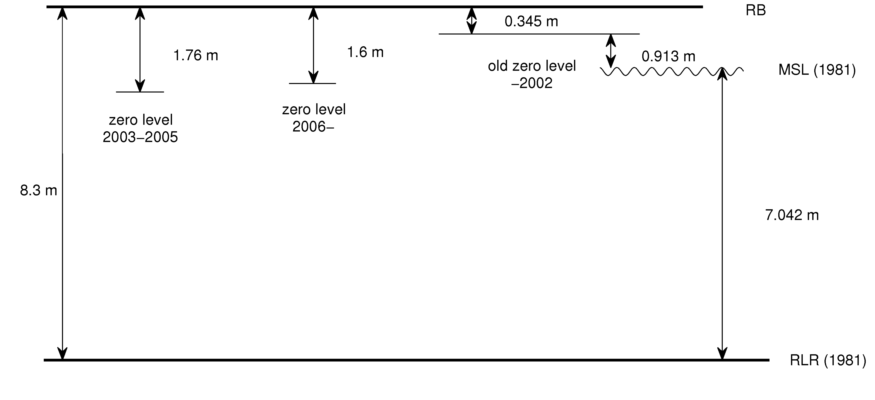 RB
0.345 m
1.76 m
1.6 m
0.913 m
old zero level
−2002
MSL (1981)
zero level
2006−
zero level
2003−2005
8.3 m
7.042 m
RLR (1981)